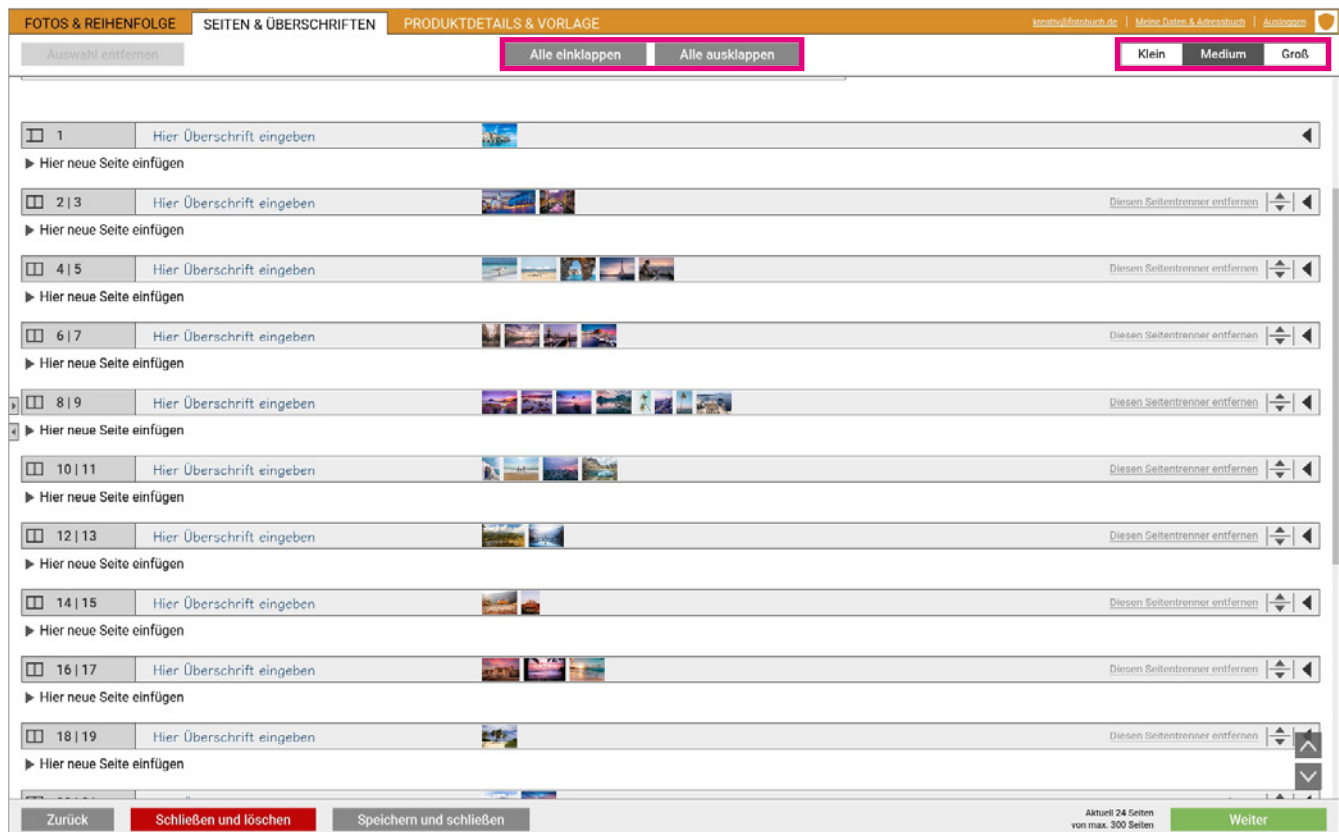 FOTOS & REIHENFOLGE SEITEN & ÜBERSCHRIFTEN PRODUKTDETAILS & VORLAGE kreativ@fotobuch.de | Meine Daten & Adressbuch | Ausloggen
Auswahl entfernen Alle einklappen Alle ausklappen Klein Medium Groß
1 Hier Überschrift eingeben
Hier neue Seite einfügen
2 | 3 Hier Überschrift eingeben Diesen Seitentrenner entfernen
Hier neue Seite einfügen
4 | 5 Hier Überschrift eingeben Diesen Seitentrenner entfernen
Hier neue Seite einfügen
6 | 7 Hier Überschrift eingeben Diesen Seitentrenner entfernen
Hier neue Seite einfügen
8 | 9 Hier Überschrift eingeben Diesen Seitentrenner entfernen
Hier neue Seite einfügen
10 | 11 Hier Überschrift eingeben Diesen Seitentrenner entfernen
Hier neue Seite einfügen
12 | 13 Hier Überschrift eingeben Diesen Seitentrenner entfernen
Hier neue Seite einfügen
14 | 15 Hier Überschrift eingeben Diesen Seitentrenner entfernen
Hier neue Seite einfügen
16 | 17 Hier Überschrift eingeben Diesen Seitentrenner entfernen
Hier neue Seite einfügen
18 | 19 Hier Überschrift eingeben Diesen Seitentrenner entfernen
Hier neue Seite einfügen
Zurück Schließen und löschen Speichern und schließen Aktuell 24 Seiten
von max. 300 Seiten Weiter